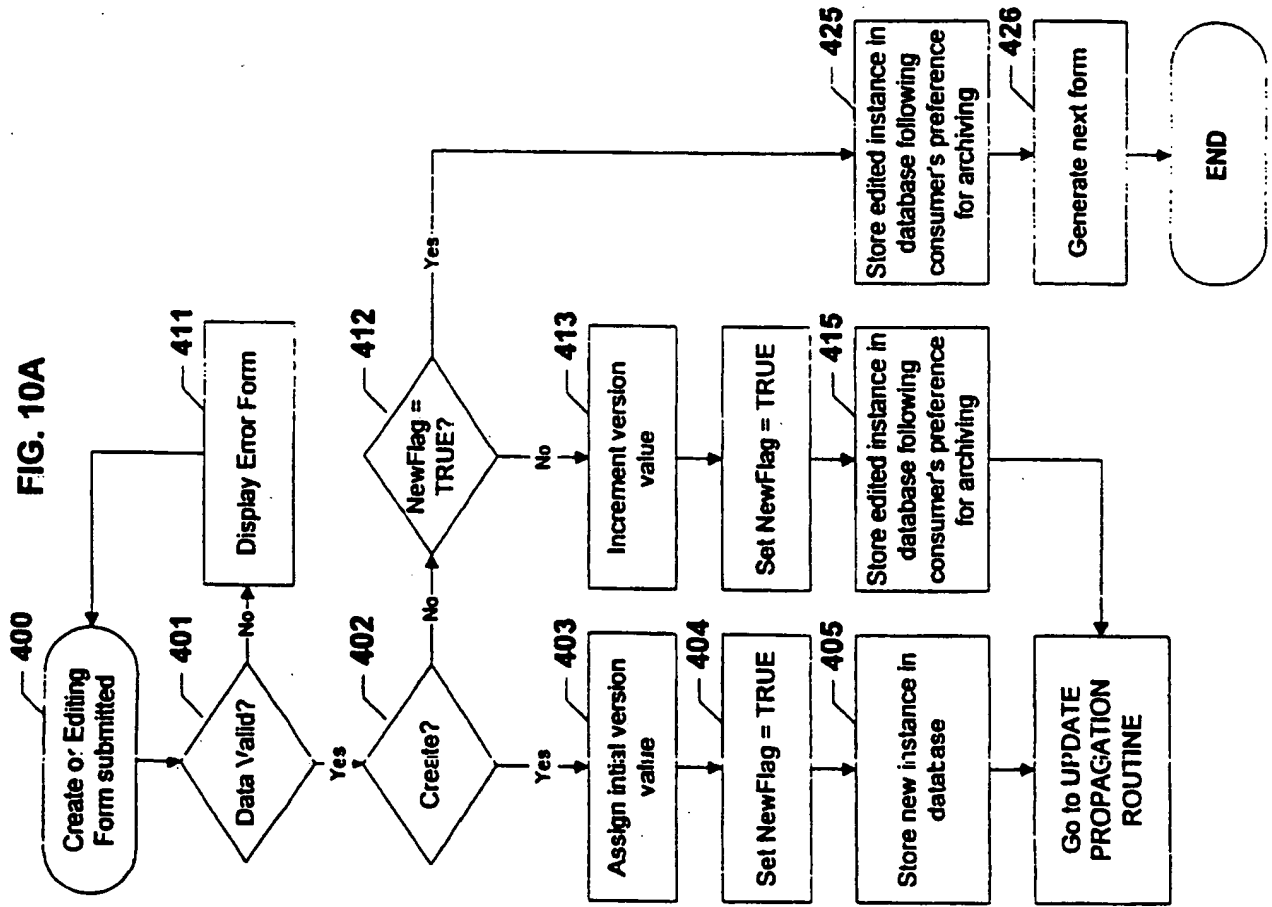 FIG. 10A
400
Create or Editing
Form submitted
401
Data Valid?
No
411
Display Error Form
Yes
402
Create?
No
412
NewFlag =
TRUE?
Yes
Yes
No
403
Assign initial version
value
413
Increment version
value
404
Set NewFlag = TRUE
Set NewFlag = TRUE
405
Store new instance in
database
415
Store edited instance in
database following
consumer's preference
for archiving
425
Store edited instance in
database following
consumer's preference
for archiving
Go to UPDATE
PROPAGATION
ROUTINE
426
Generate next form
END